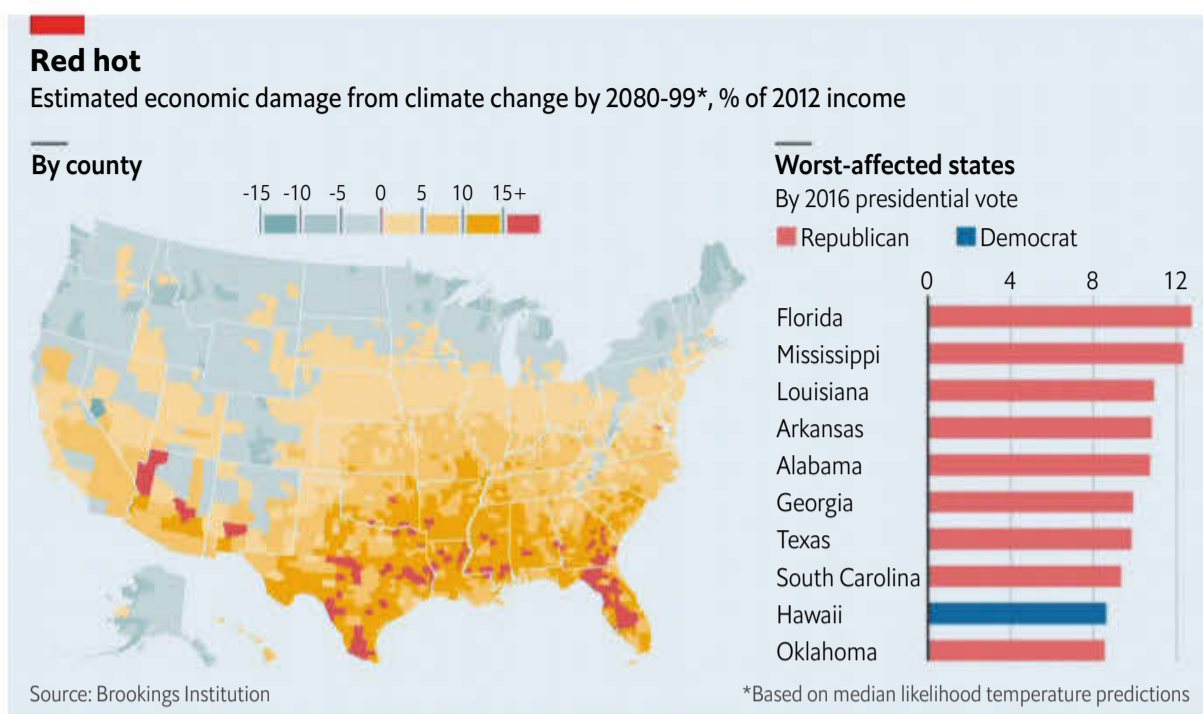 Red hot
Estimated economic damage from climate change by 2080-99*, % of 2012 income
By county
-15 -10 -5 0 5 10 15+
Worst-affected states
By 2016 presidential vote
Republican Democrat
0 4 8 12
Florida
Mississippi
Louisiana
Arkansas
Alabama
Georgia
Texas
South Carolina
Hawaii
Oklahoma
Source: Brookings Institution
*Based on median likelihood temperature predictions